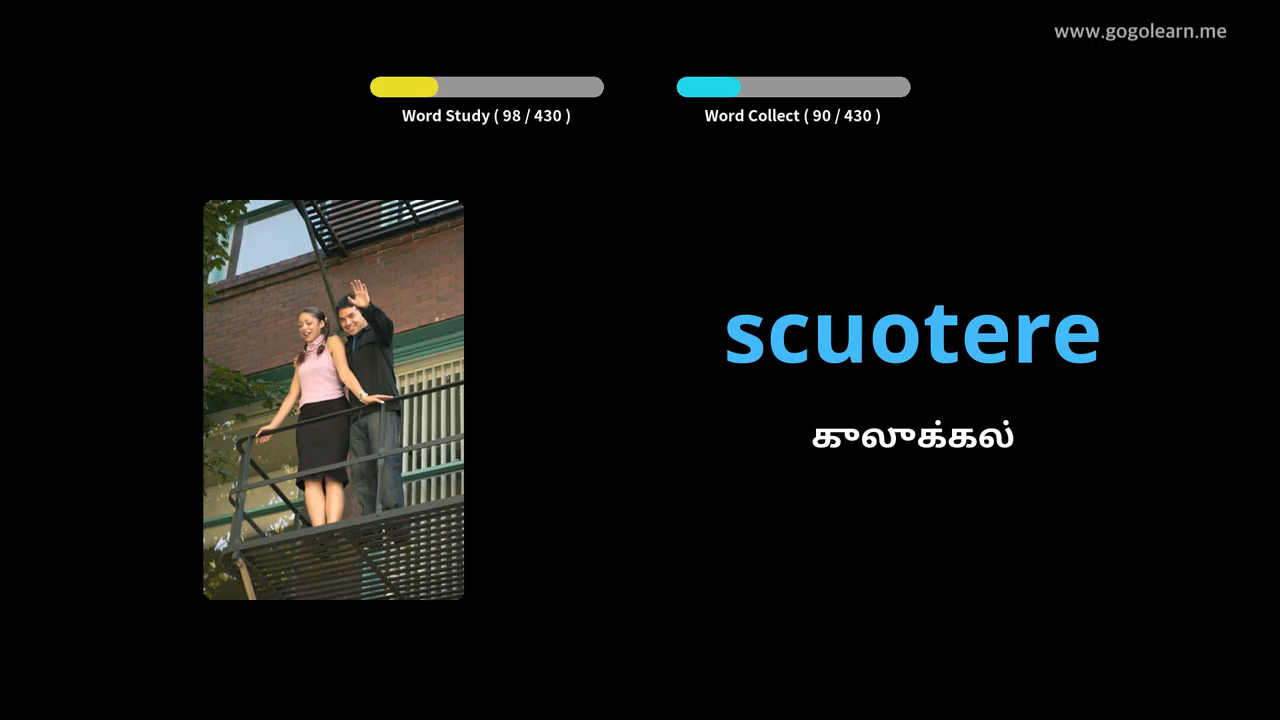 www.gogolearn.me
Word Study ( 98 / 430 )
Word Collect ( 90 / 430 )
scuotere
குலுக்கல்